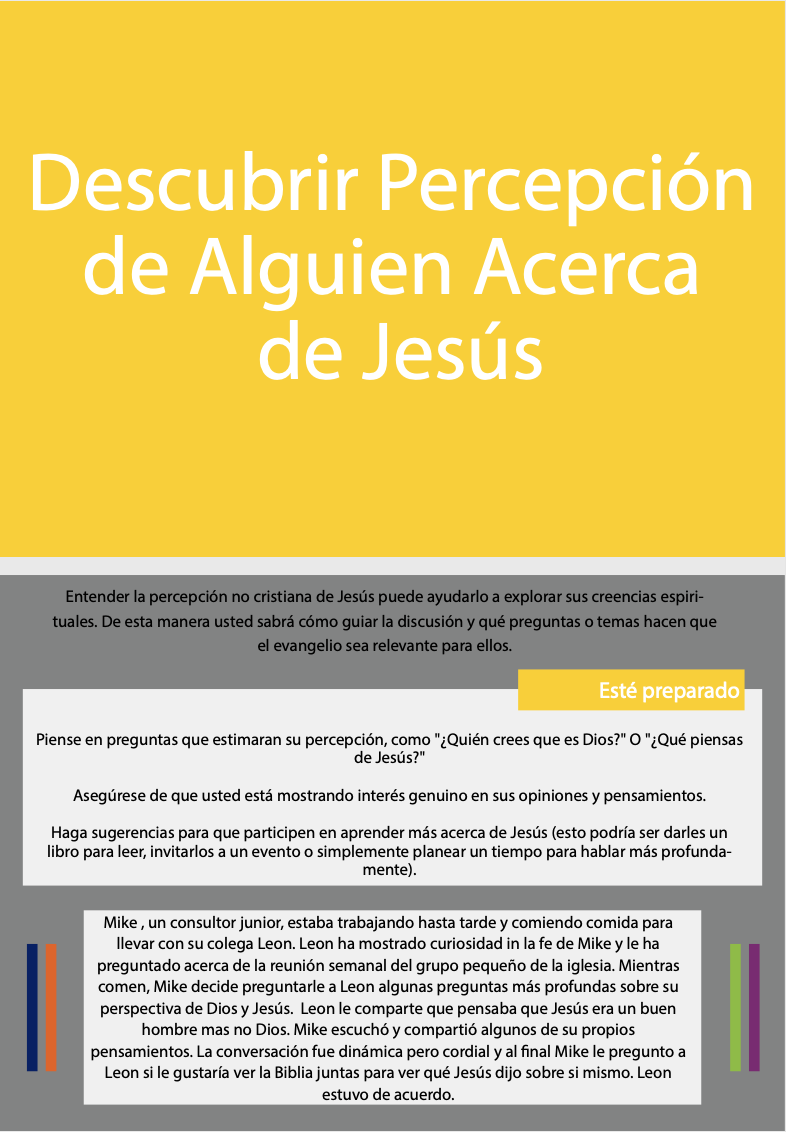 Descubrir Percepción
de Alguien Acerca
de Jesús
Entender la percepción no cristiana de Jesús puede ayudarlo a explorar sus creencias espiri-
tuales. De esta manera usted sabrá cómo guiar la discusión y qué preguntas o temas hacen que
el evangelio sea relevante para ellos.
Esté preparado
Piense en preguntas que estimaran su percepción, como "¿Quién crees que es Dios?" O "¿Qué piensas
de Jesús?"
Asegúrese de que usted está mostrando interés genuino en sus opiniones y pensamientos.
Haga sugerencias para que participen en aprender más acerca de Jesús (esto podría ser darles un
libro para leer, invitarlos a un evento o simplemente planear un tiempo para hablar más profunda-
mente).
Mike , un consultor junior, estaba trabajando hasta tarde y comiendo comida para
llevar con su colega Leon. Leon ha mostrado curiosidad in la fe de Mike y le ha
preguntado acerca de la reunión semanal del grupo pequeño de la iglesia. Mientras
comen, Mike decide preguntarle a Leon algunas preguntas más profundas sobre su
perspectiva de Dios y Jesús.  Leon le comparte que pensaba que Jesús era un buen
hombre mas no Dios. Mike escuchó y compartió algunos de su propios
pensamientos. La conversación fue dinámica pero cordial y al final Mike le pregunto a
Leon si le gustaría ver la Biblia juntas para ver qué Jesús dijo sobre si mismo. Leon
estuvo de acuerdo.